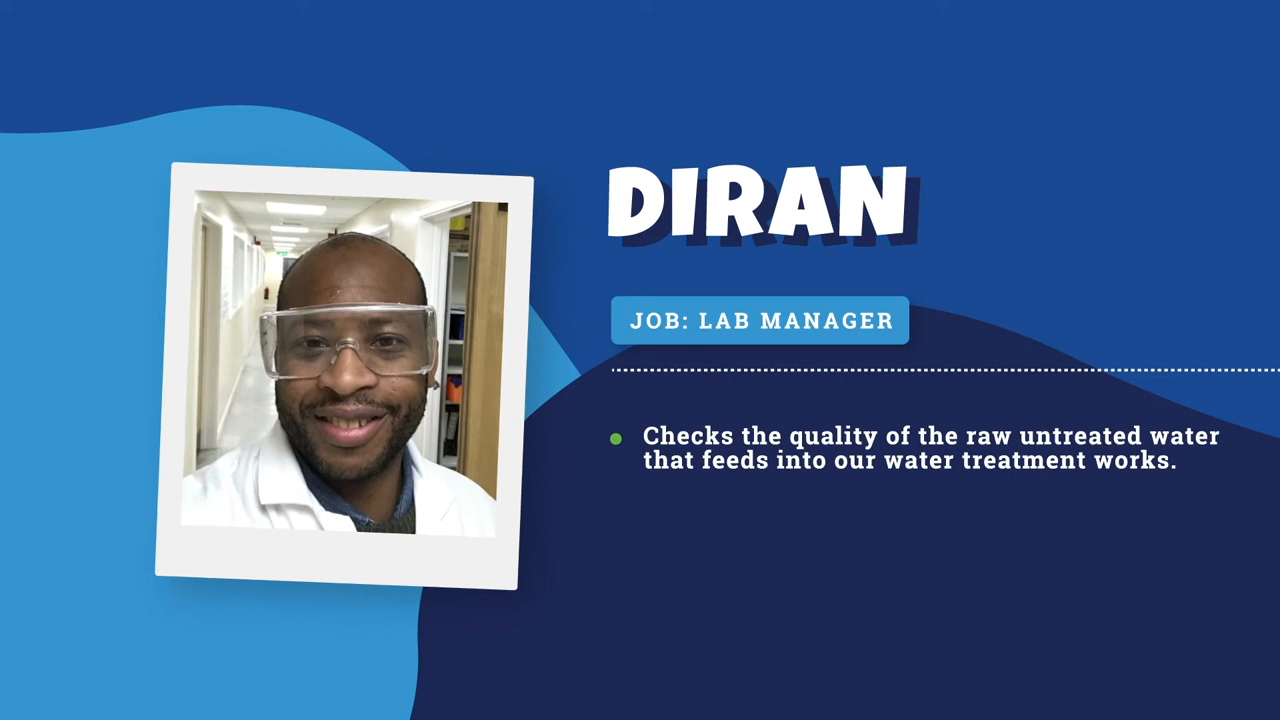 DIRAN
JOB: LAB MANAGER
Checks the quality of the raw untreated water
that feeds into our water treatment works.